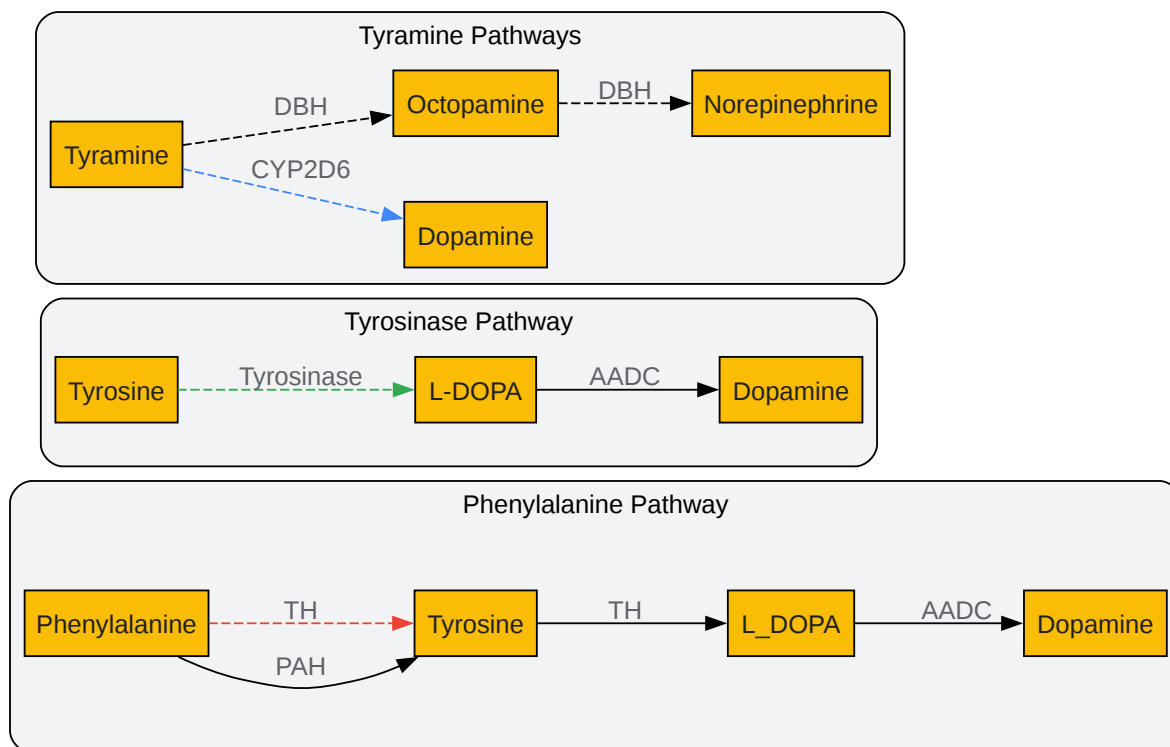 Tyramine Pathways
DBH
Octopamine
DBH
Norepinephrine
Tyramine
CYP2D6
Dopamine
Tyrosinase Pathway
Tyrosine
Tyrosinase
L-DOPA
AADC
Dopamine
Phenylalanine Pathway
Phenylalanine
TH
Tyrosine
TH
L_DOPA
AADC
Dopamine
PAH